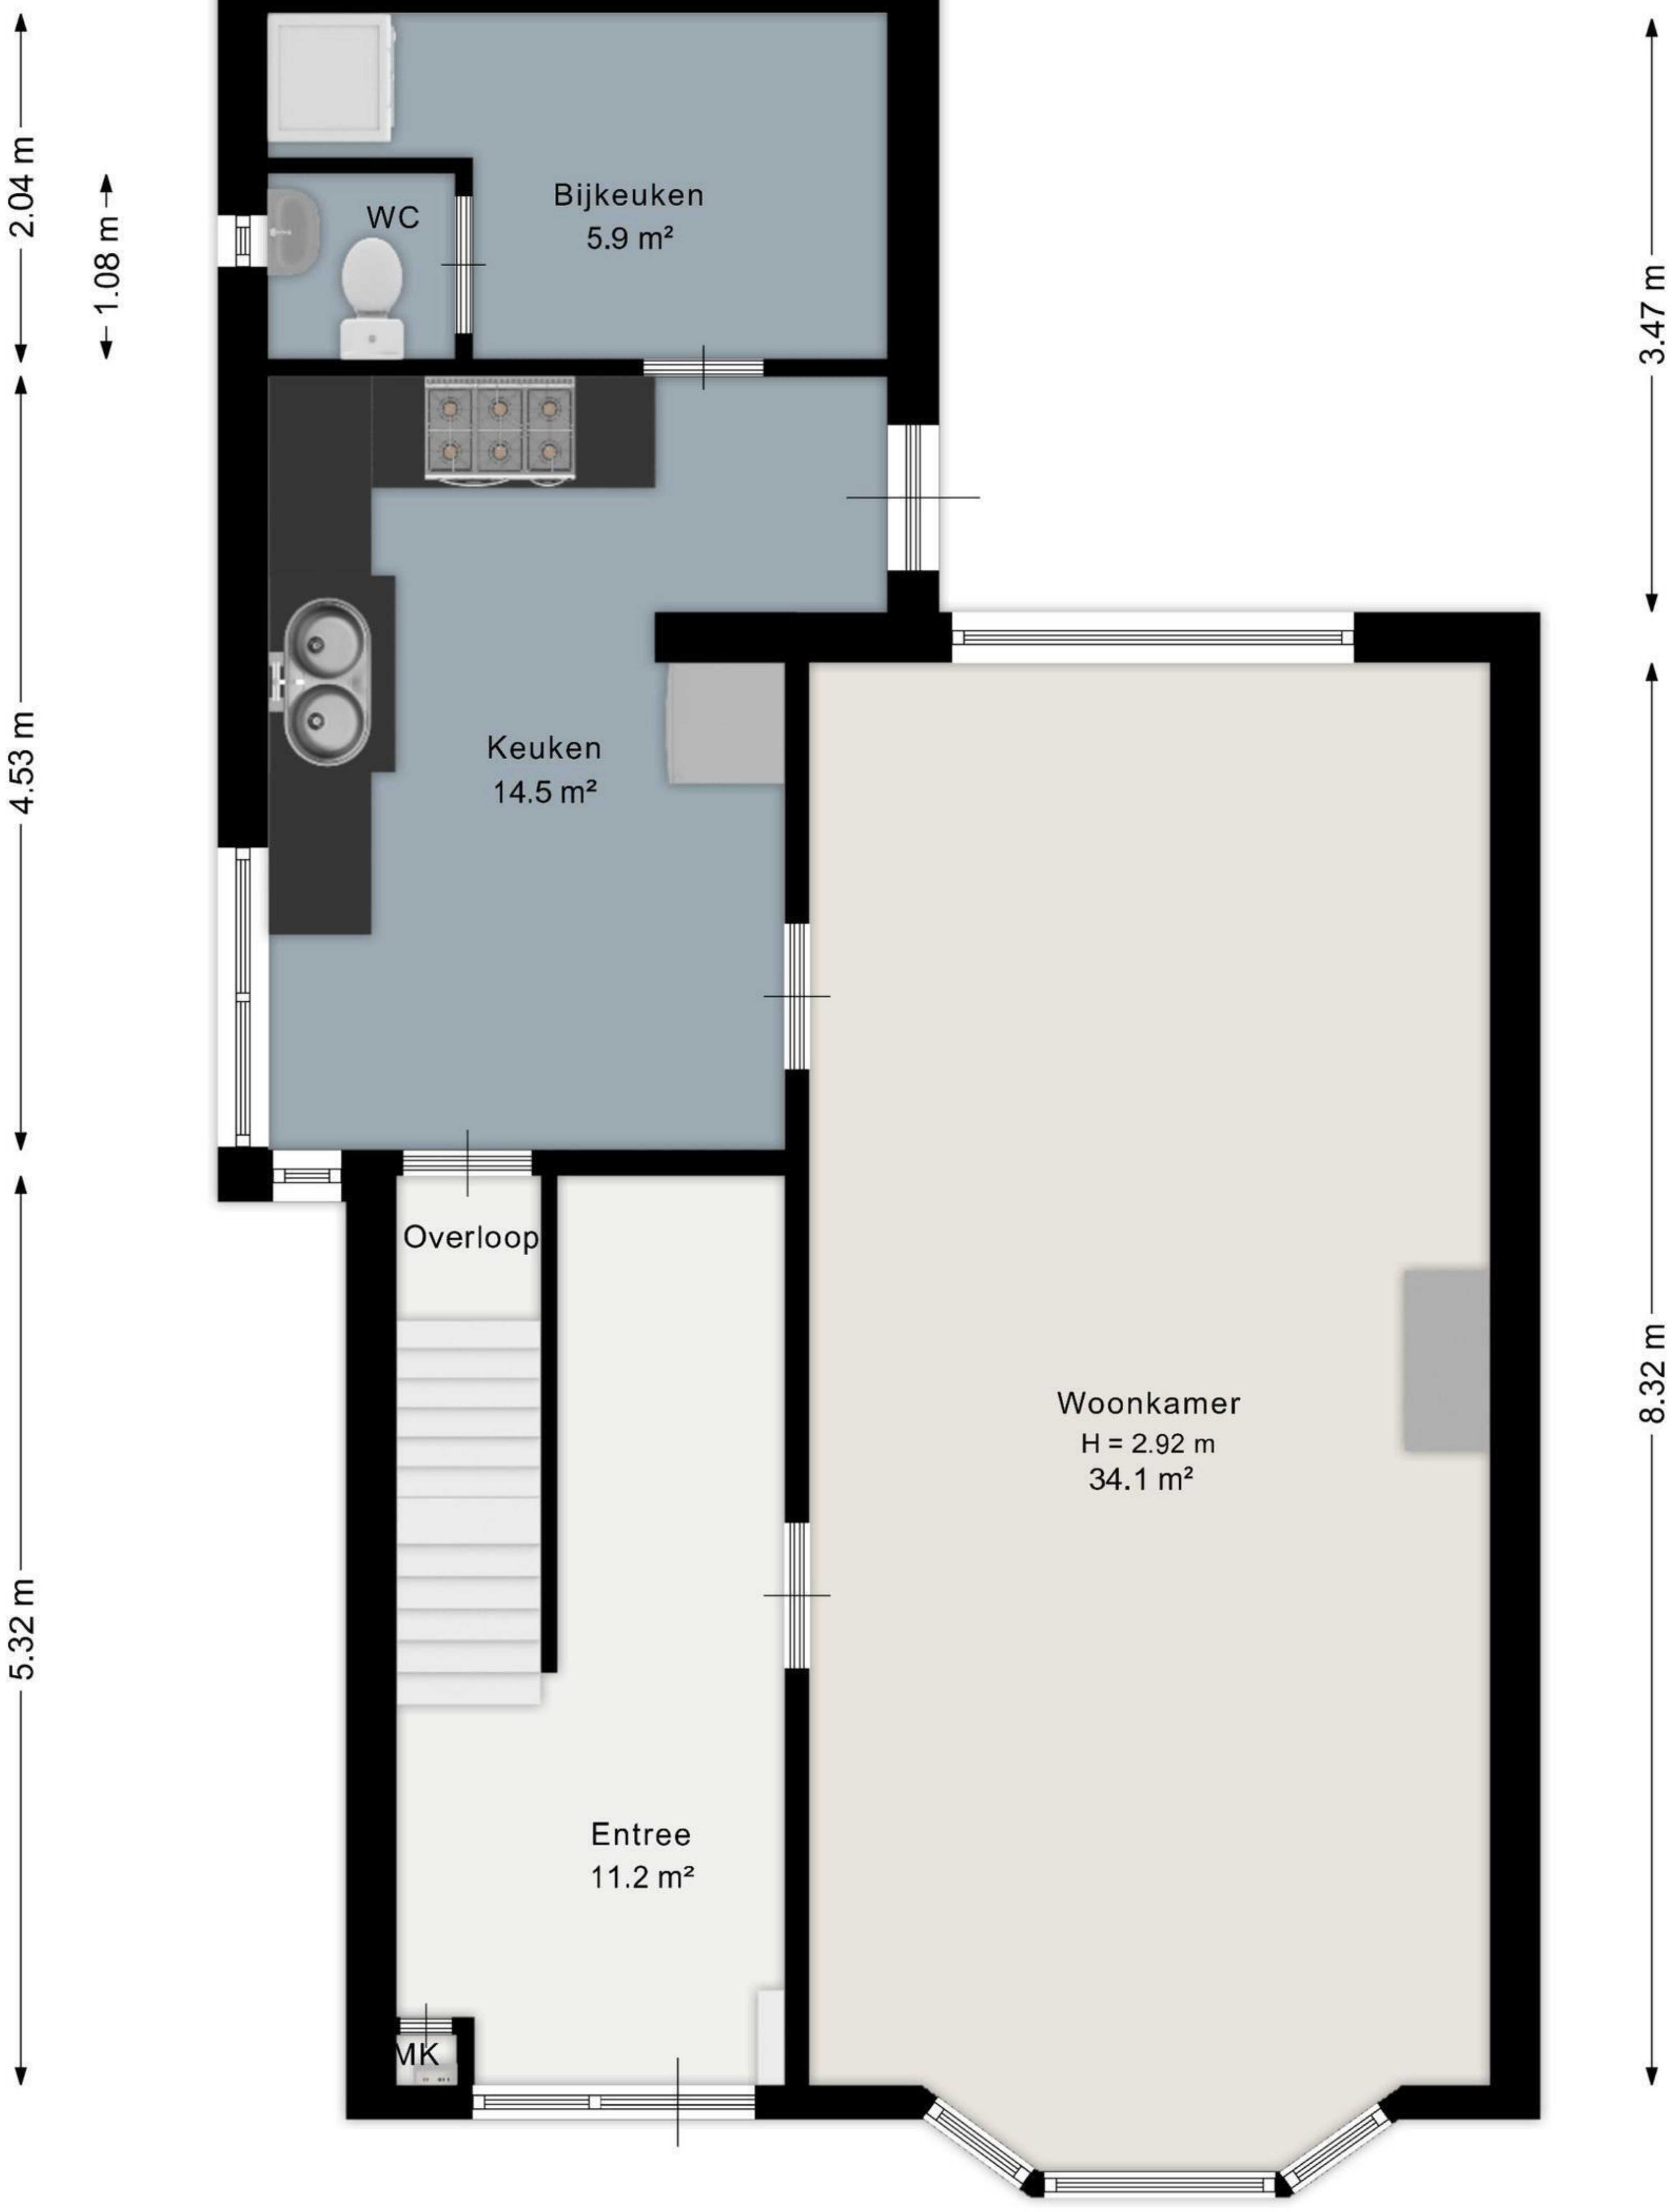 2.04 m
1.08 m
3.47 m
WC
Bijkeuken
5.9 m²
4.53 m
Keuken
14.5 m²
Overloop
Woonkamer
H = 2.92 m
34.1 m²
8.32 m
5.32 m
Entree
11.2 m²
MK